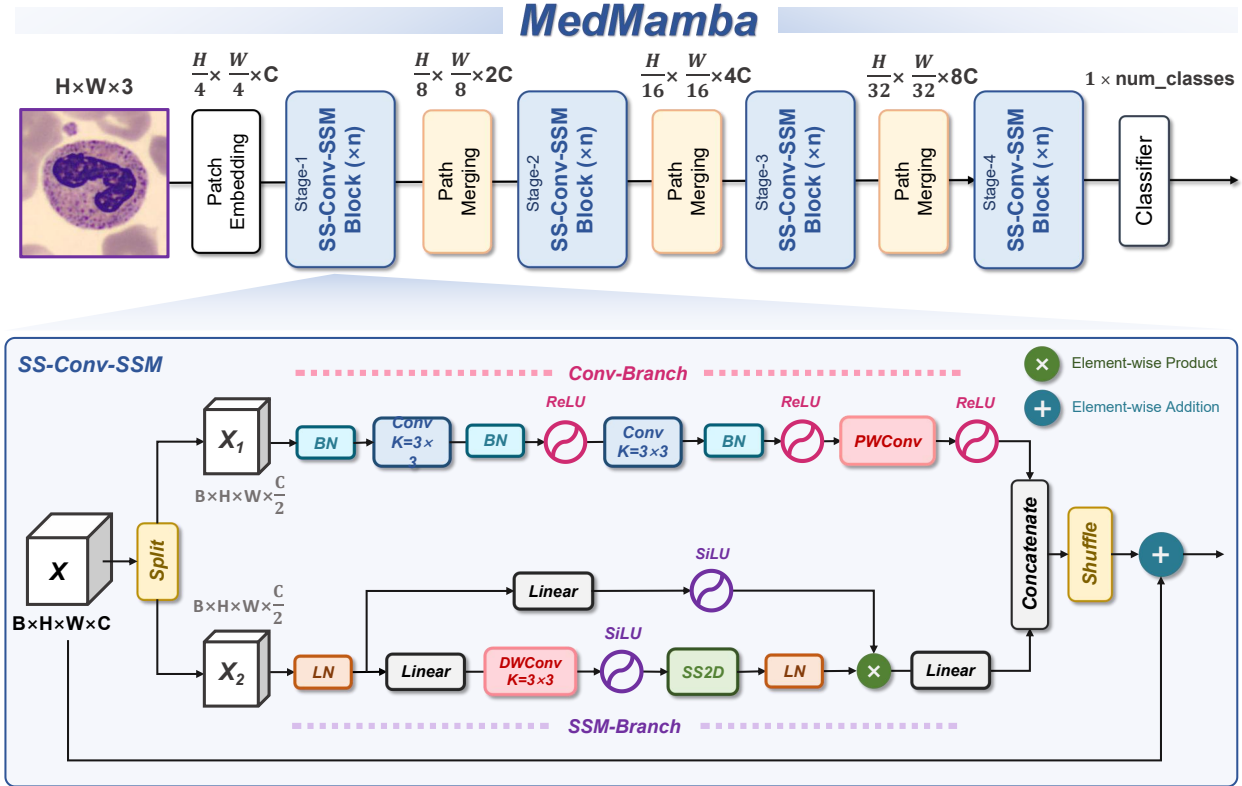 MedMamba
H×W×3
H/4 × W/4 ×C
H/8 × W/8 ×2C
H/16 × W/16 ×4C
H/32 × W/32 ×8C
1 × num_classes
Patch
Embedding
Stage-1
SS-Conv-SSM
Block (×n)
Path
Merging
Stage-2
SS-Conv-SSM
Block (×n)
Path
Merging
Stage-3
SS-Conv-SSM
Block (×n)
Path
Merging
Stage-4
SS-Conv-SSM
Block (×n)
Classifier
SS-Conv-SSM
Conv-Branch
Element-wise Product
Element-wise Addition
X1
B×H×W×C/2
BN
Conv
K=3×
3
BN
ReLU
Conv
K=3×3
BN
ReLU
PWConv
ReLU
X
B×H×W×C
Split
B×H×W×C/2
X2
LN
Linear
SiLU
Linear
DWConv
K=3×3
SiLU
SS2D
LN
×
Linear
Concatenate
Shuffle
+
SSM-Branch